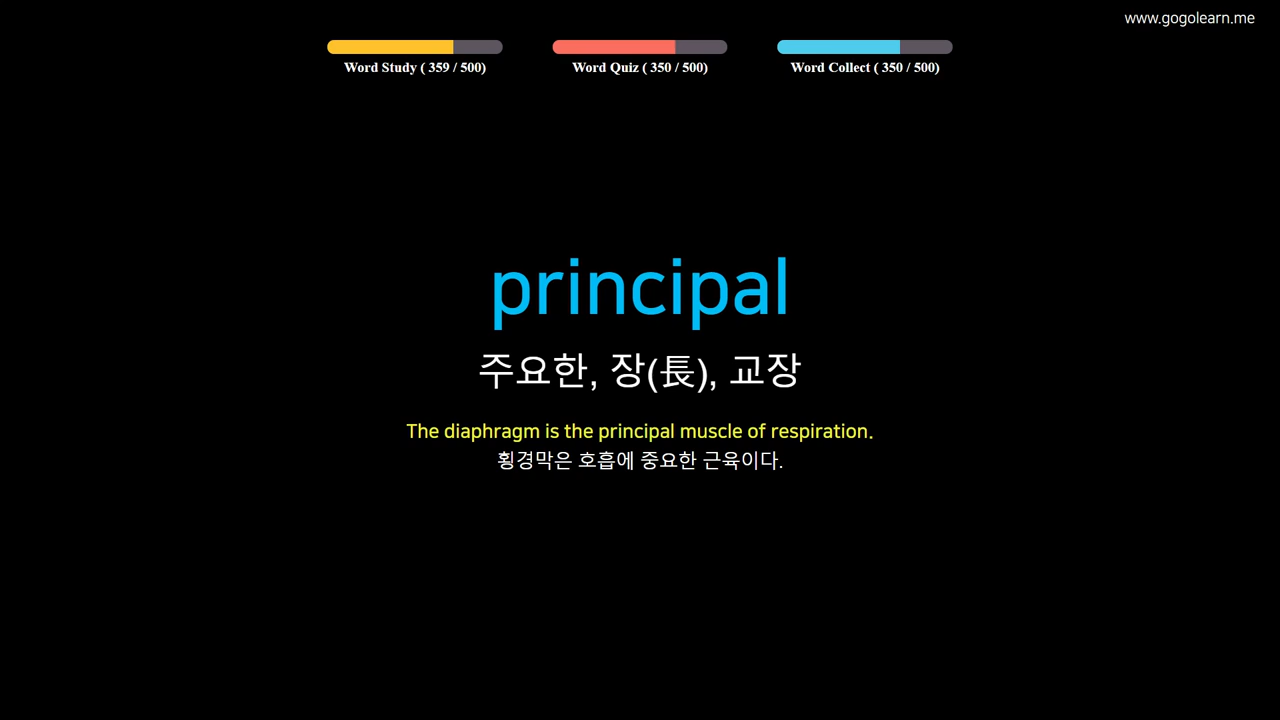 www.gogolearn.me
Word Study ( 359 / 500)
Word Quiz ( 350 / 500)
Word Collect ( 350 / 500)
principal
주요한, 장(長), 교장
The diaphragm is the principal muscle of respiration.
횡경막은 호흡에 중요한 근육이다.